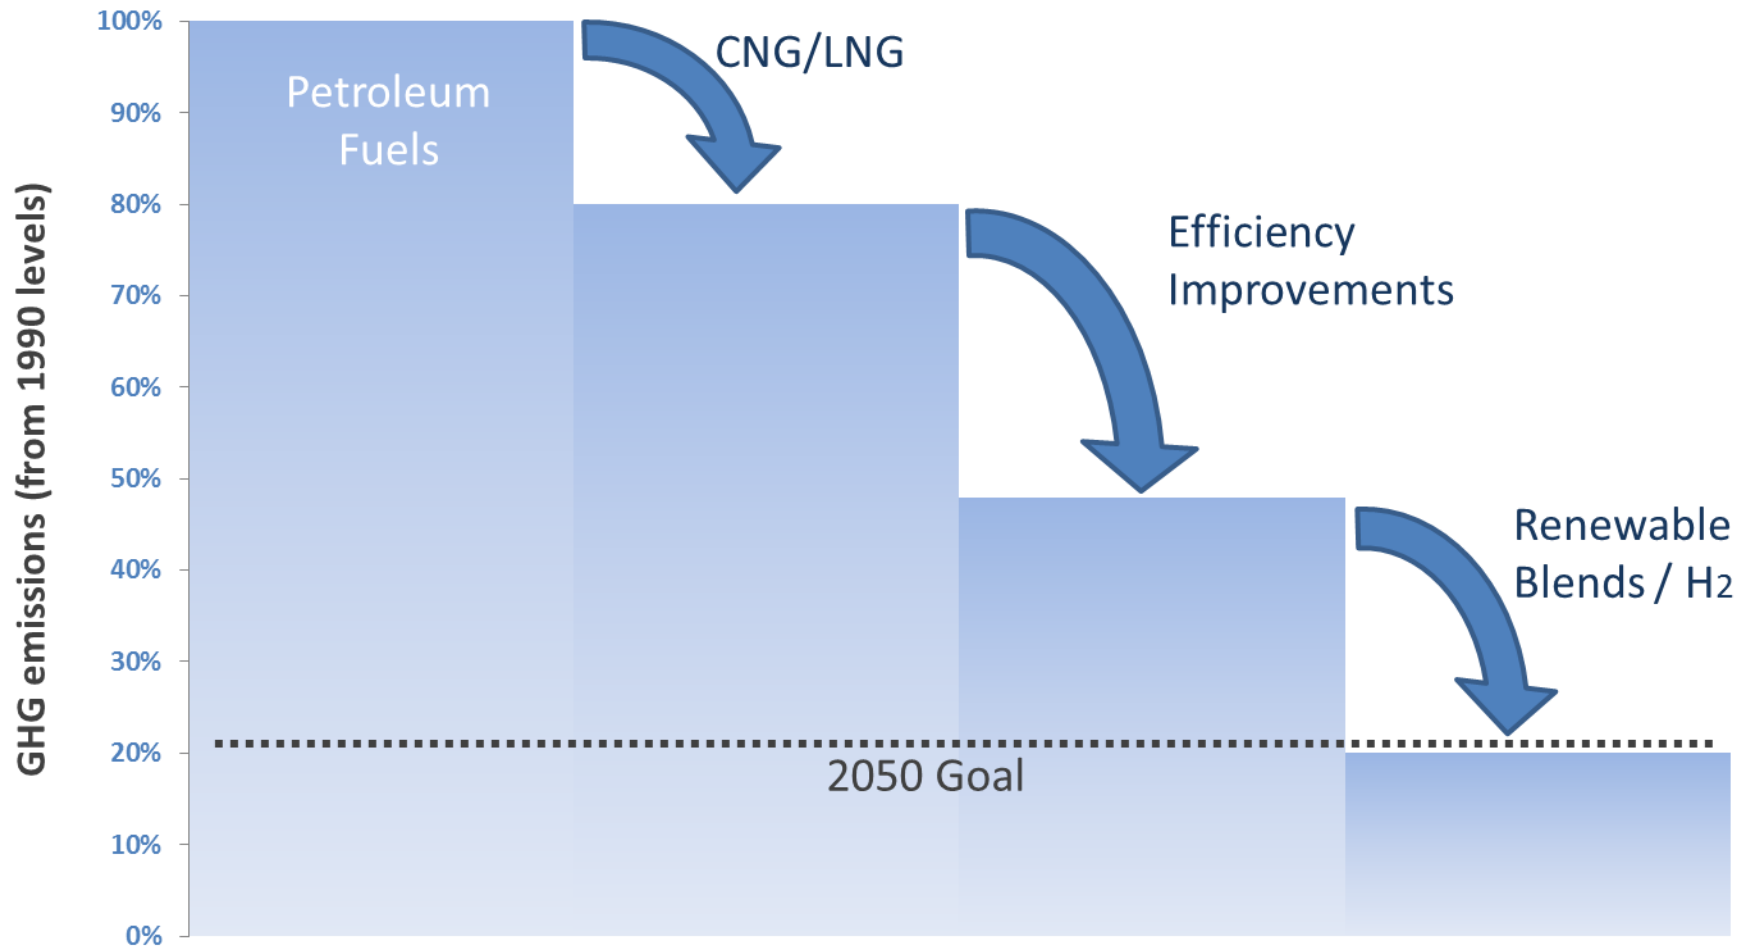 GHG emissions (from 1990 levels)
100%
90%
80%
70%
60%
50%
40%
30%
20%
10%
0%
Petroleum
Fuels
CNG/LNG
Efficiency
Improvements
Renewable
Blends / H2
2050 Goal